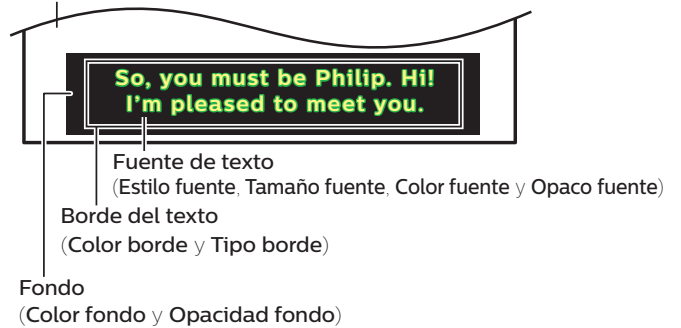 So, you must be Philip. Hi!
I'm pleased to meet you.
Fuente de texto
(Estilo fuente, Tamaño fuente, Color fuente y Opaco fuente)
Borde del texto
(Color borde y Tipo borde)
Fondo
(Color fondo y Opacidad fondo)